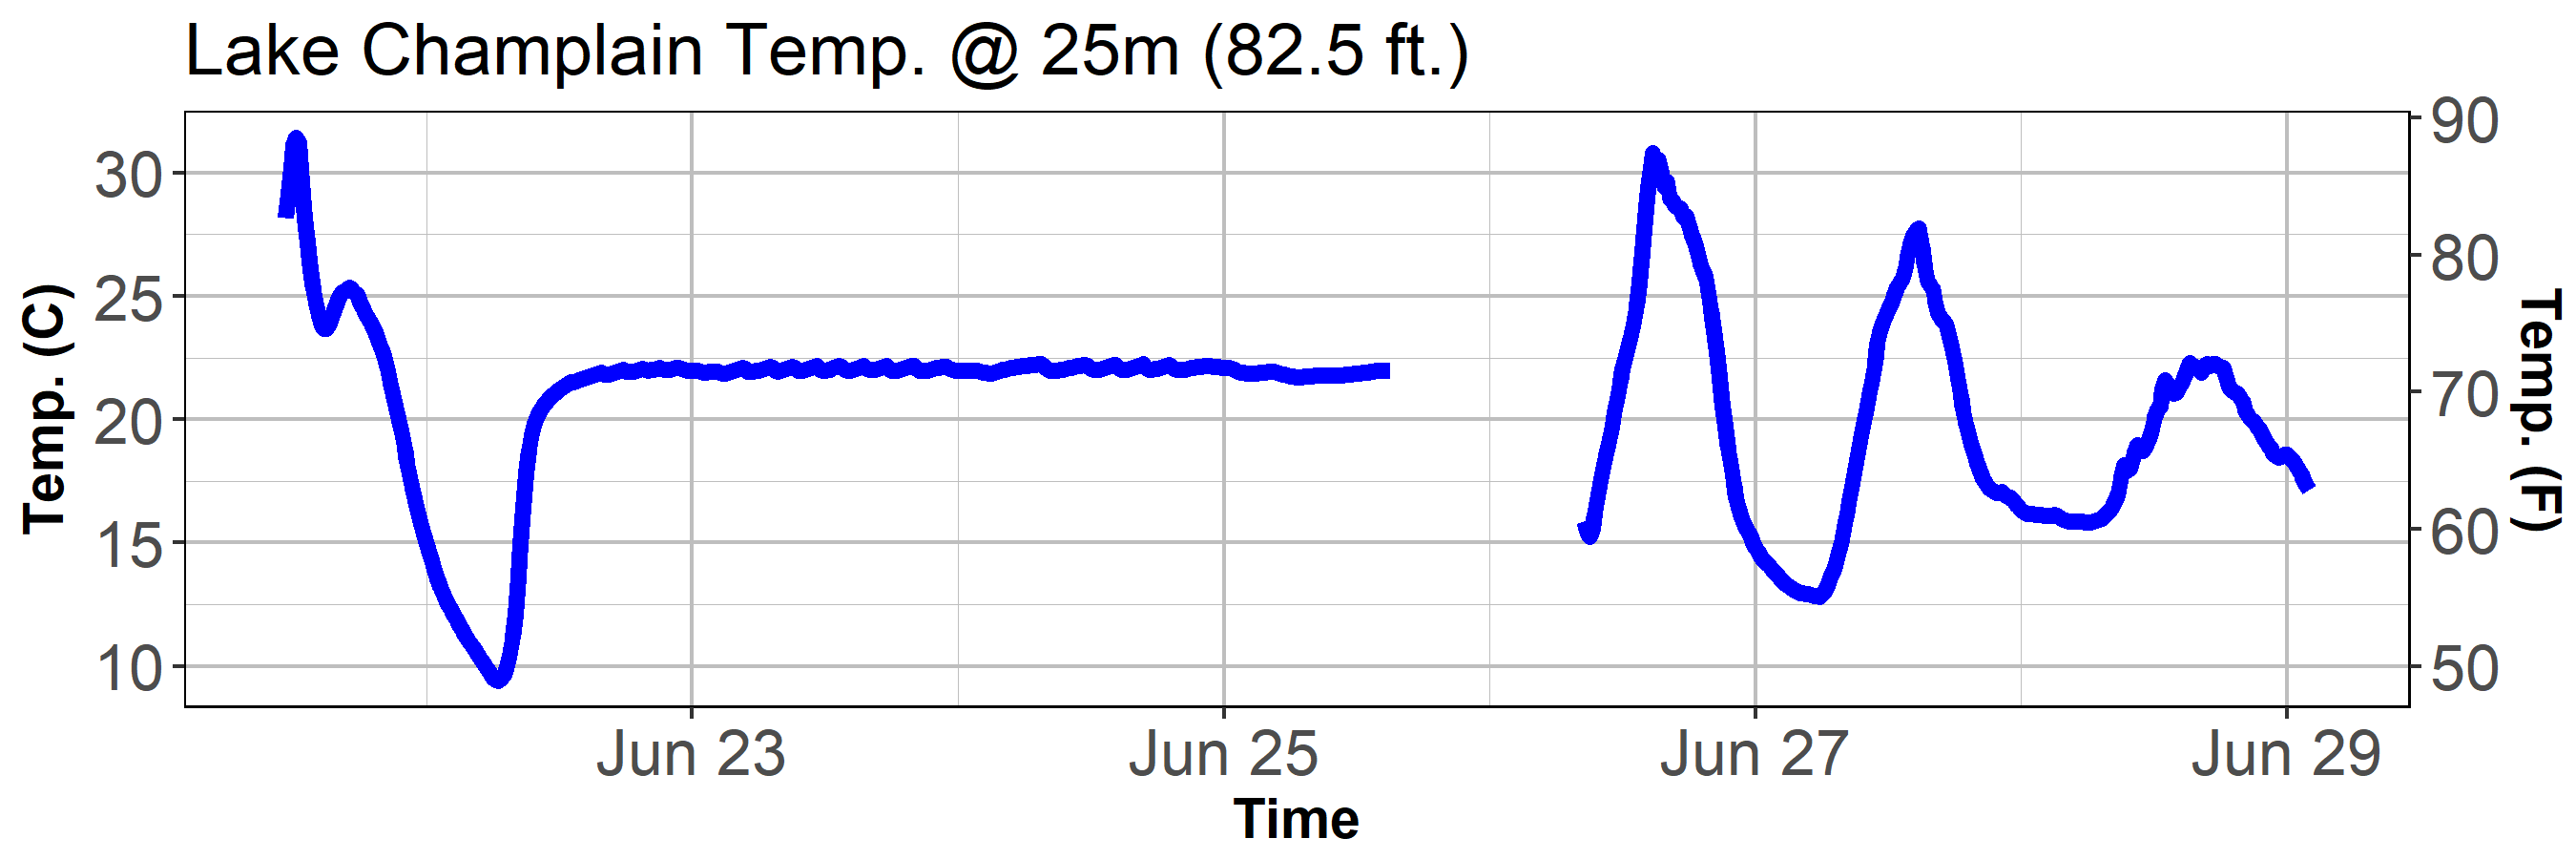 Lake Champlain Temp. @ 25m (82.5 ft.)
Temp. (C)
30
25
20
15
10
90
80
70
60
50
Temp. (F)
Jun 23 Jun 25 Jun 27 Jun 29
Time